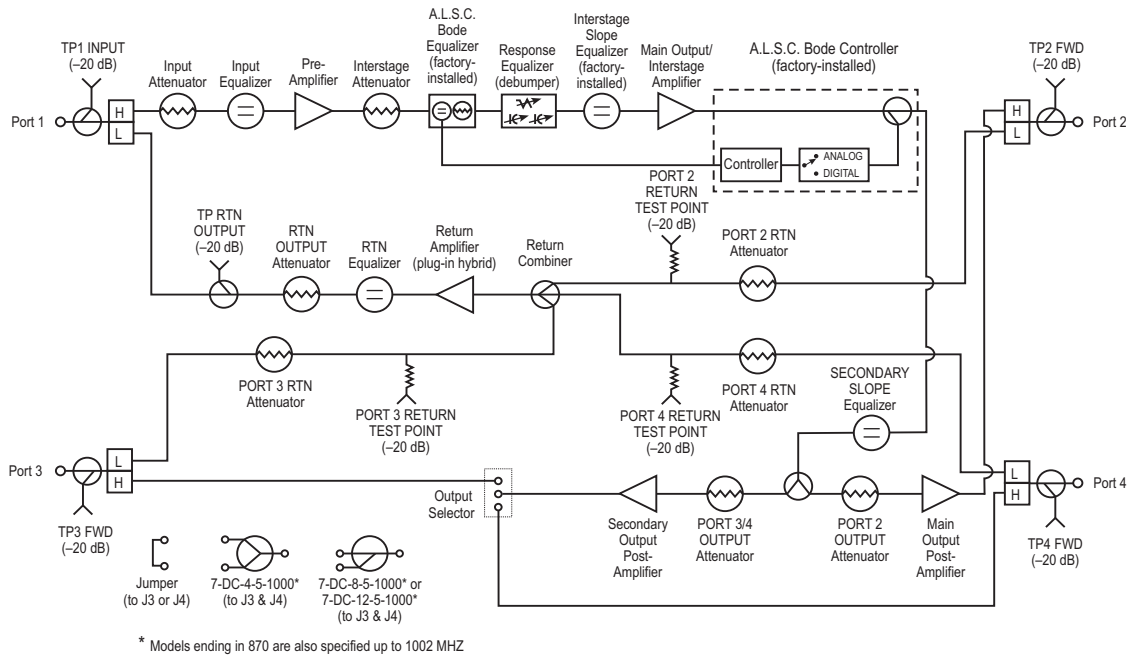 TP1 INPUT
(–20 dB)
Port 1
H
L
Input
Attenuator
Input
Equalizer
Pre-
Amplifier
Interstage
Attenuator
A.L.S.C.
Bode
Equalizer
(factory-
installed)
Response
Equalizer
(debumper)
Interstage
Slope
Equalizer
(factory-
installed)
Main Output/
Interstage
Amplifier
A.L.S.C. Bode Controller
(factory-installed)
Controller
ANALOG
DIGITAL
TP2 FWD
(–20 dB)
H
L
Port 2
TP RTN
OUTPUT
(–20 dB)
RTN
OUTPUT
Attenuator
RTN
Equalizer
Return
Amplifier
(plug-in hybrid)
Return
Combiner
PORT 2
RETURN
TEST POINT
(–20 dB)
PORT 2 RTN
Attenuator
PORT 3 RTN
Attenuator
PORT 3 RETURN
TEST POINT
(–20 dB)
PORT 4 RETURN
TEST POINT
(–20 dB)
PORT 4 RTN
Attenuator
SECONDARY
SLOPE
Equalizer
Port 3
L
H
TP3 FWD
(–20 dB)
Output
Selector
Secondary
Output
Post-
Amplifier
PORT 3/4
OUTPUT
Attenuator
PORT 2
OUTPUT
Attenuator
Main
Output
Post-
Amplifier
L
H
Port 4
TP4 FWD
(–20 dB)
Jumper
(to J3 or J4)
7-DC-4-5-1000*
(to J3 & J4)
7-DC-8-5-1000* or
7-DC-12-5-1000*
(to J3 & J4)
* Models ending in 870 are also specified up to 1002 MHZ